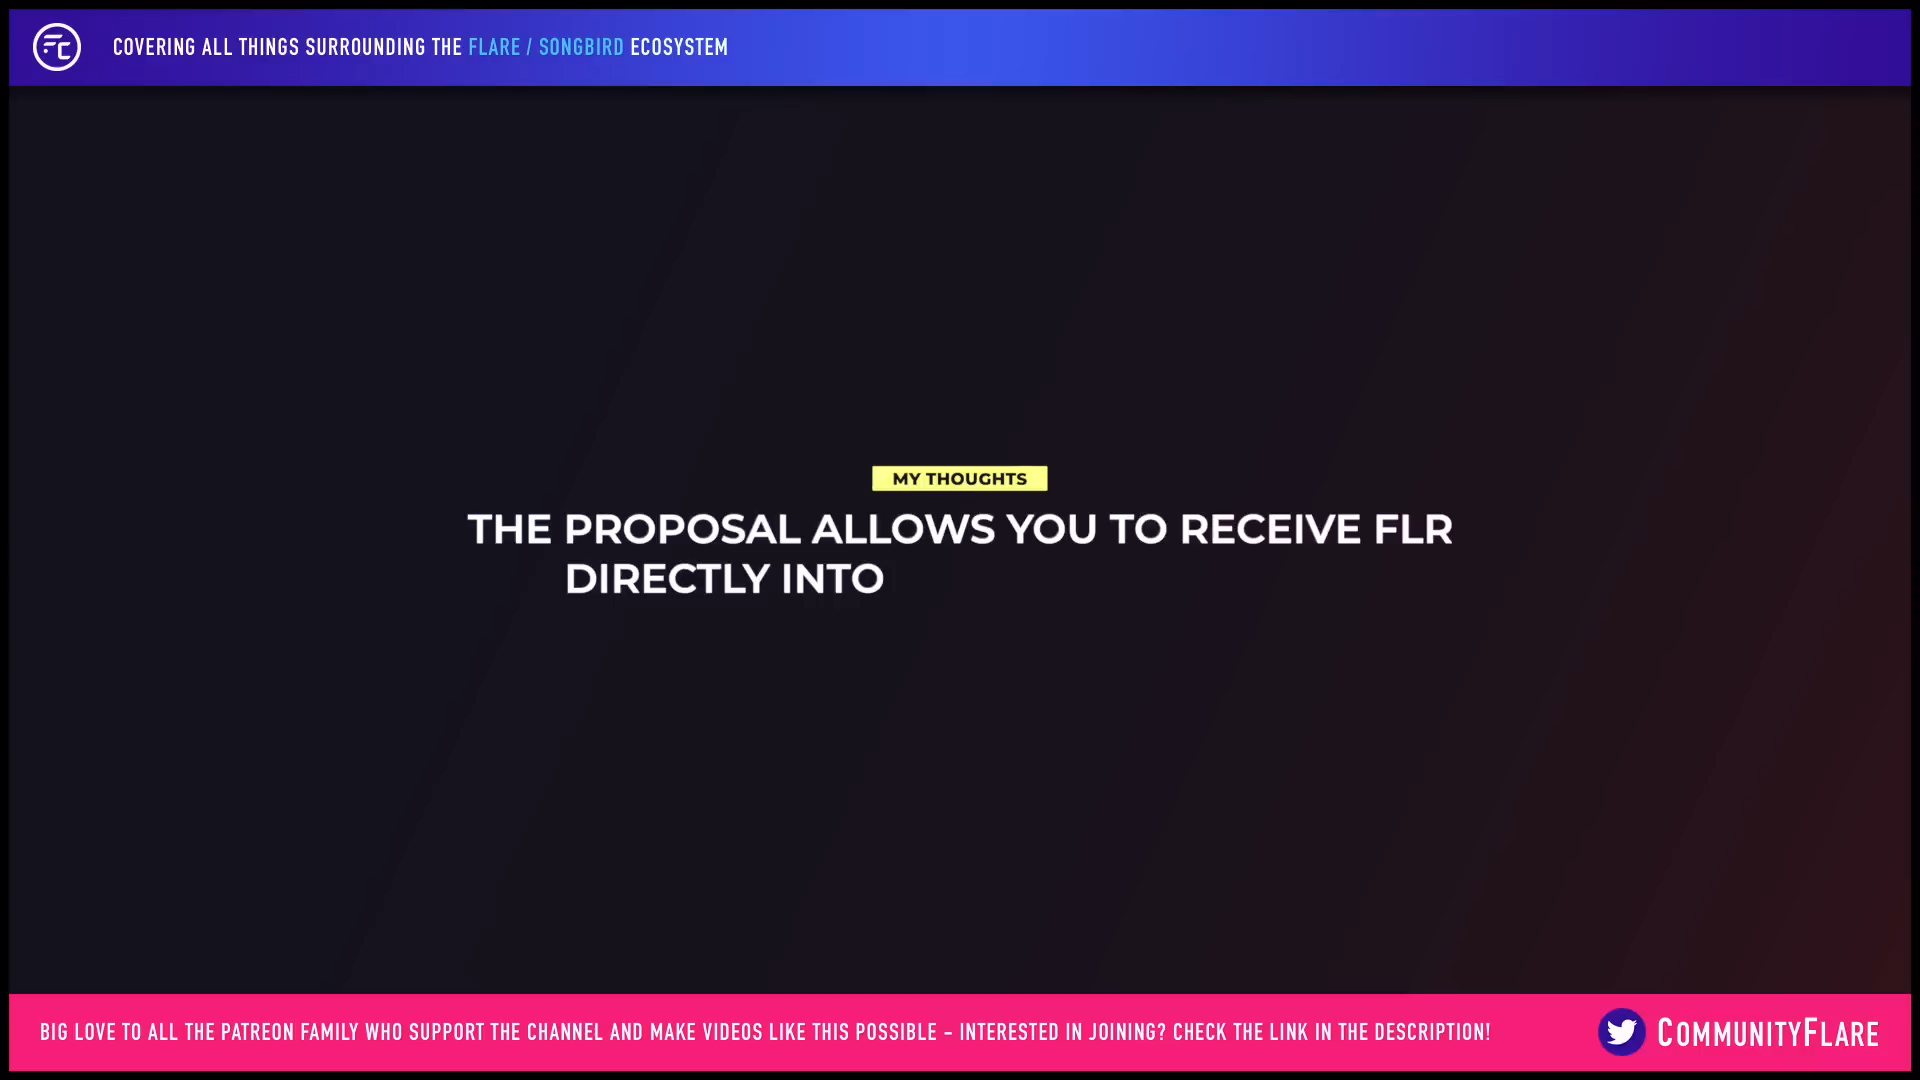 FC
COVERING ALL THINGS SURROUNDING THE FLARE / SONGBIRD ECOSYSTEM
MY THOUGHTS
THE PROPOSAL ALLOWS YOU TO RECEIVE FLR
DIRECTLY INTO
BIG LOVE TO ALL THE PATREON FAMILY WHO SUPPORT THE CHANNEL AND MAKE VIDEOS LIKE THIS POSSIBLE - INTERESTED IN JOINING? CHECK THE LINK IN THE DESCRIPTION!
COMMUNITYFLARE